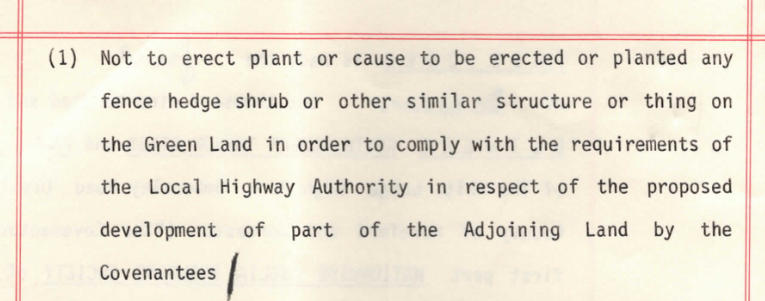 (1) Not to erect plant or cause to be erected or planted any
fence hedge shrub or other similar structure or thing on
the Green Land in order to comply with the requirements of
the Local Highway Authority in respect of the proposed
development of part of the Adjoining Land by the
Covenantees